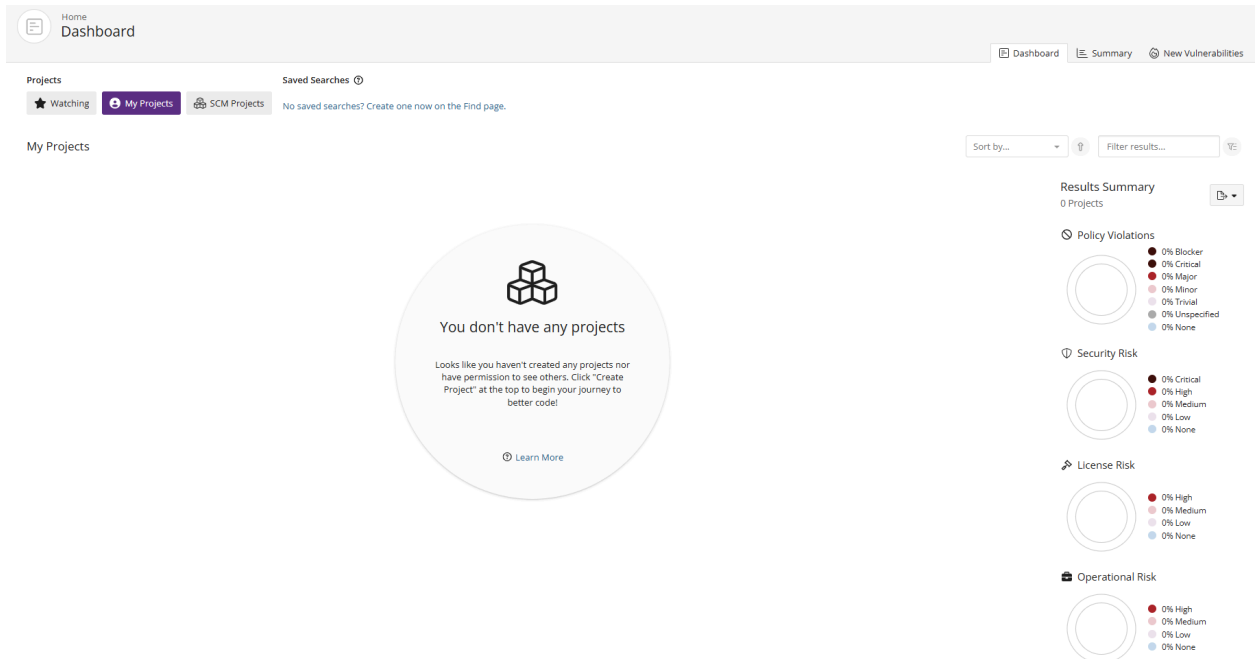 Home
Dashboard
Dashboard
Summary
New Vulnerabilities
Projects
Saved Searches
Watching
My Projects
SCM Projects
No saved searches? Create one now on the Find page.
My Projects
Sort by...
Filter results...
Results Summary
0 Projects
You don't have any projects
Looks like you haven't created any projects nor
have permission to see others. Click "Create
Project" at the top to begin your journey to
better code!
Learn More
Policy Violations
0% Blocker
0% Critical
0% Major
0% Minor
0% Trivial
0% Unspecified
0% None
Security Risk
0% Critical
0% High
0% Medium
0% Low
0% None
License Risk
0% High
0% Medium
0% Low
0% None
Operational Risk
0% High
0% Medium
0% Low
0% None